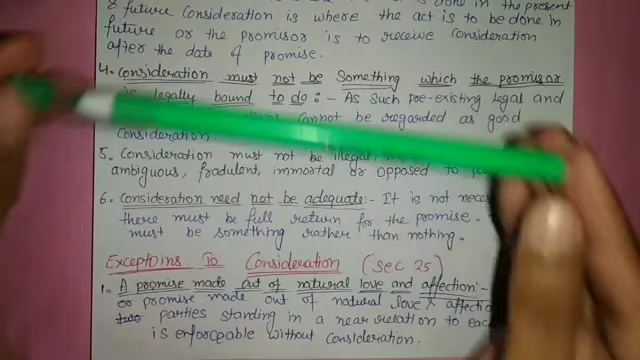 is done in the present
& future Consideration is where the act is to be done in
future or the promisor is to receive consideration
after the date of promise.
4. Consideration must not be Something which the promisor
is legally bound to do :- As such pre-existing legal and
cannot be regarded as good
Consideration.
5. Consideration must not be illegal,
ambiguous, fradulent, immortal or opposed to
6. Consideration need not be adequate :- It is not
there must be full return for the promise.
must be something rather than nothing.
Exceptoins To Consideration (Sec 25)
1. A promise made out of natural love and affection:-
or promise made out of natural love & affection
parties standing in a near relation to
is enforceable without consideration.